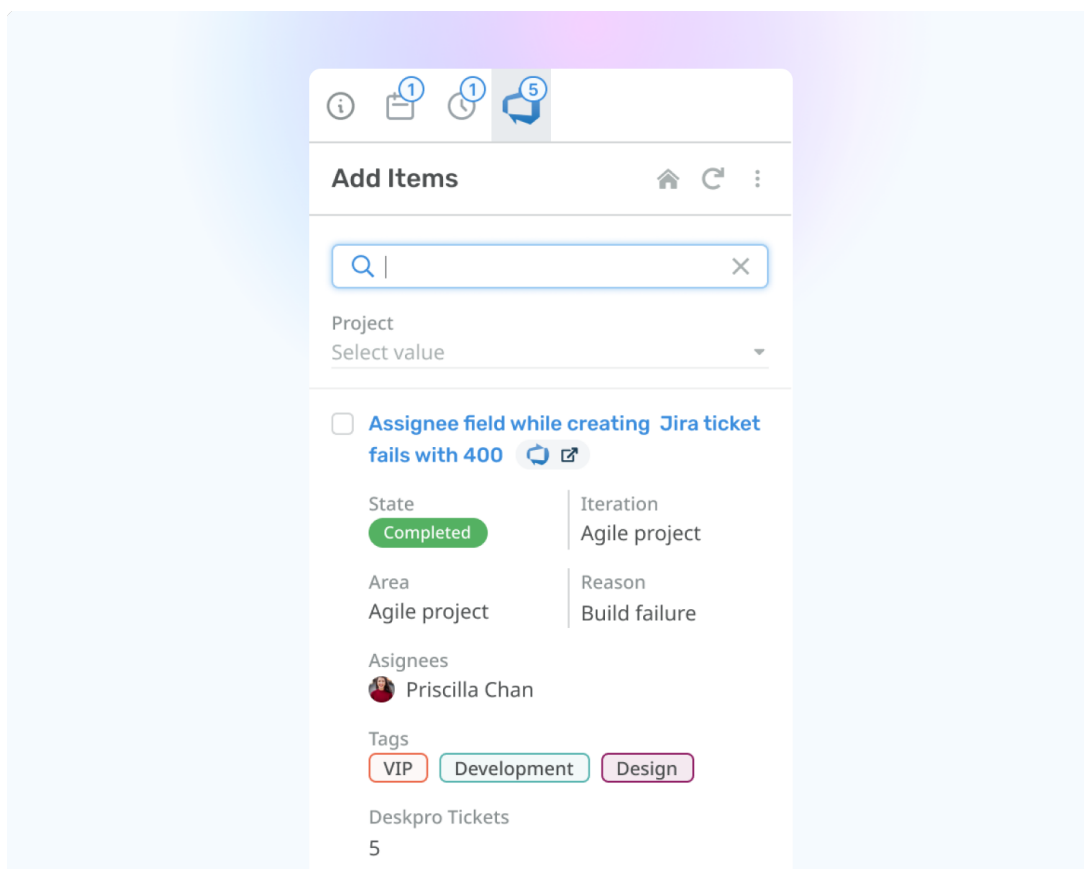 1 1 5
Add Items
Project
Select value
Assignee field while creating Jira ticket
fails with 400
State Iteration
Completed Agile project
Area Reason
Agile project Build failure
Asignees
Priscilla Chan
Tags
VIP Development Design
Deskpro Tickets
5